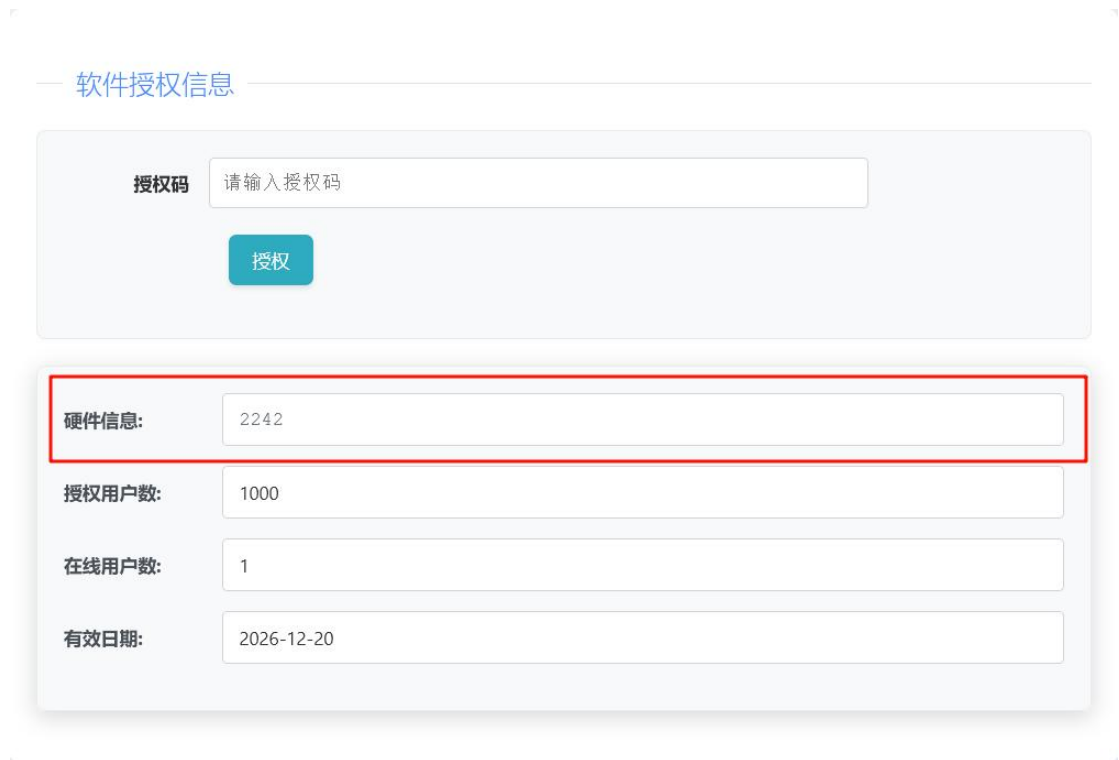 软件授权信息
授权码 请输入授权码
授权
硬件信息: 2242
授权用户数: 1000
在线用户数: 1
有效日期: 2026-12-20